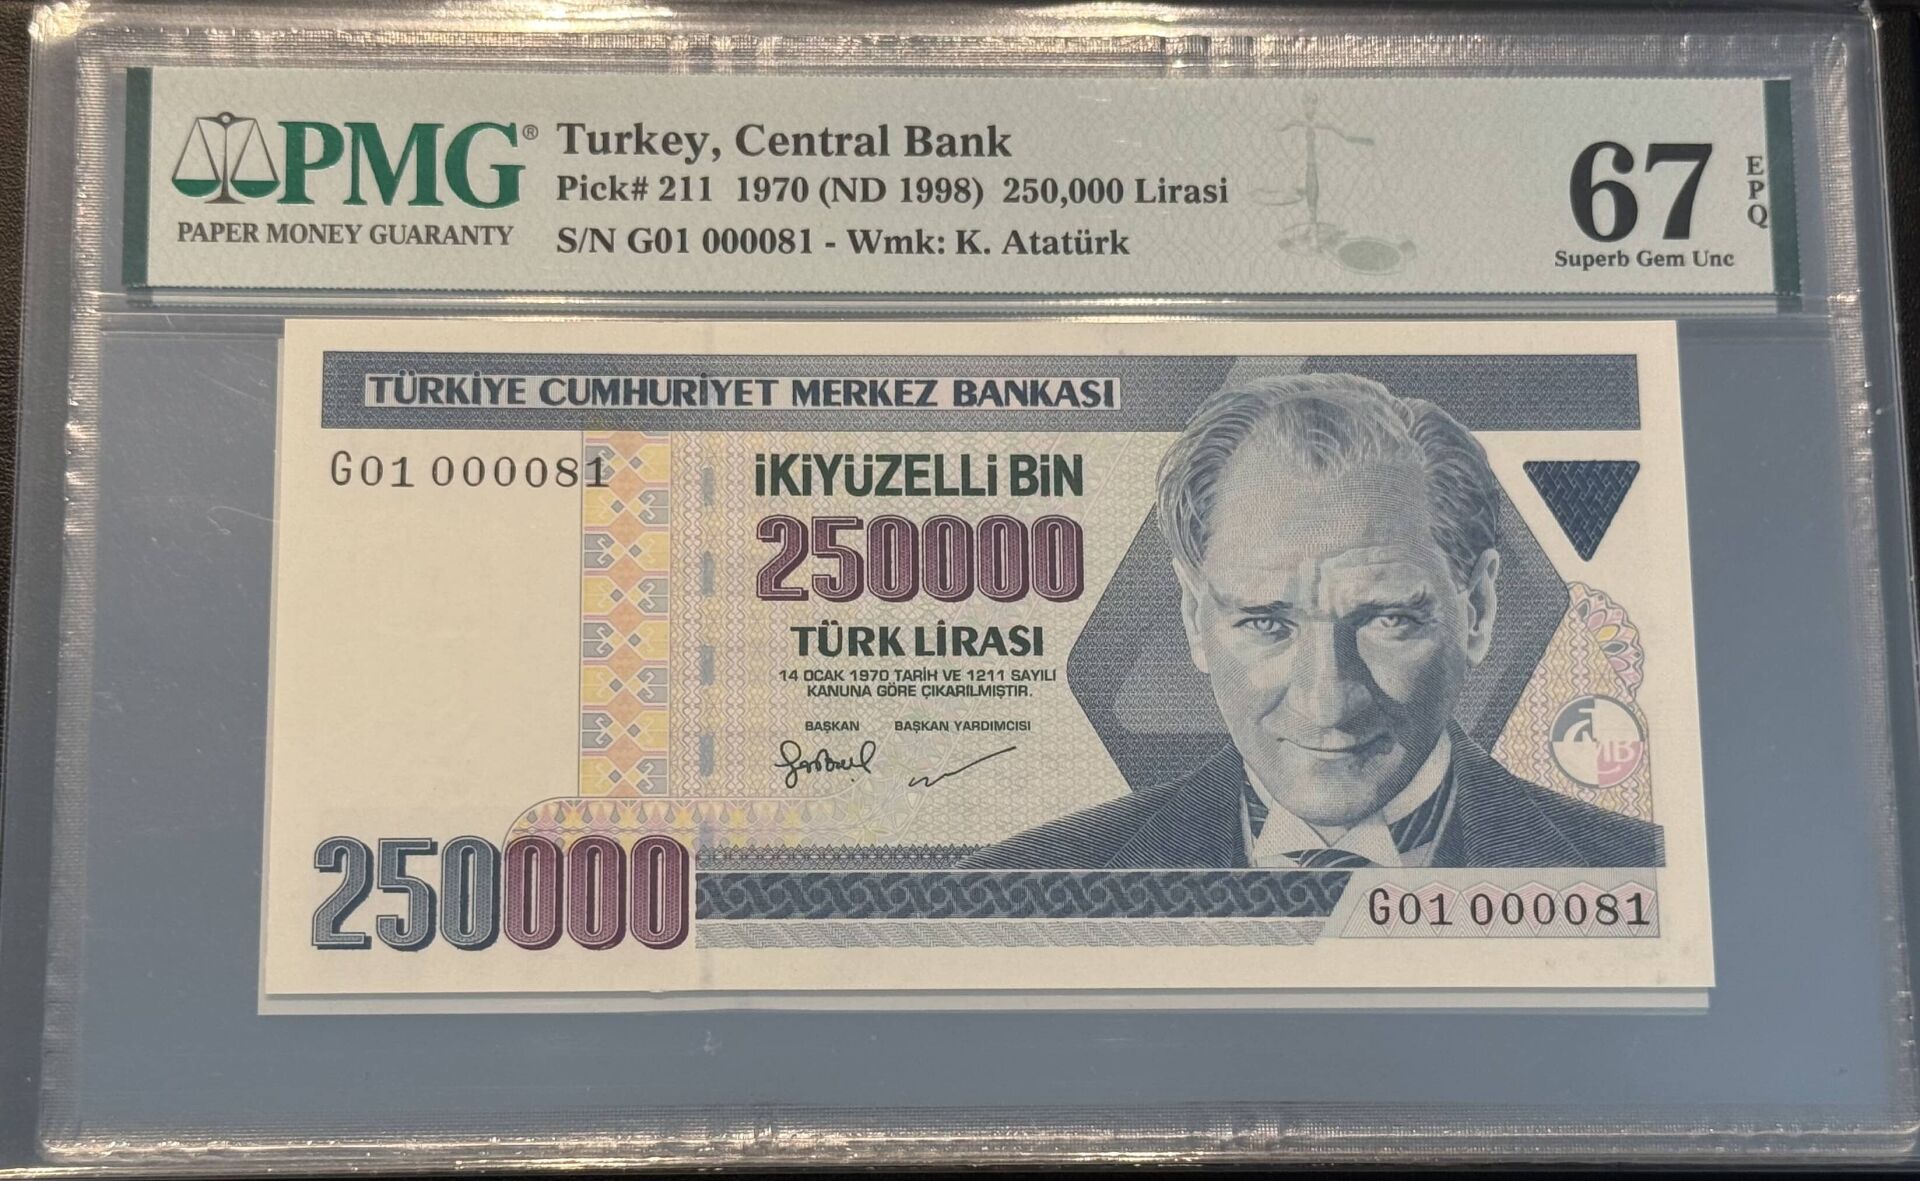 PMG®
PAPER MONEY GUARANTY
Turkey, Central Bank
Pick# 211 1970 (ND 1998) 250,000 Lirasi
S/N G01 000081 - Wmk: K. Atatürk
67
EPQ
Superb Gem Unc
TÜRKİYE CUMHURİYET MERKEZ BANKASI
G01 000081
İKİYÜZELLİ BİN
250000
TÜRK LİRASI
14 OCAK 1970 TARİH VE 1211 SAYILI
KANUNA GÖRE ÇIKARILMIŞTIR.
BAŞKAN BAŞKAN YARDIMCISI
250000
G01 000081